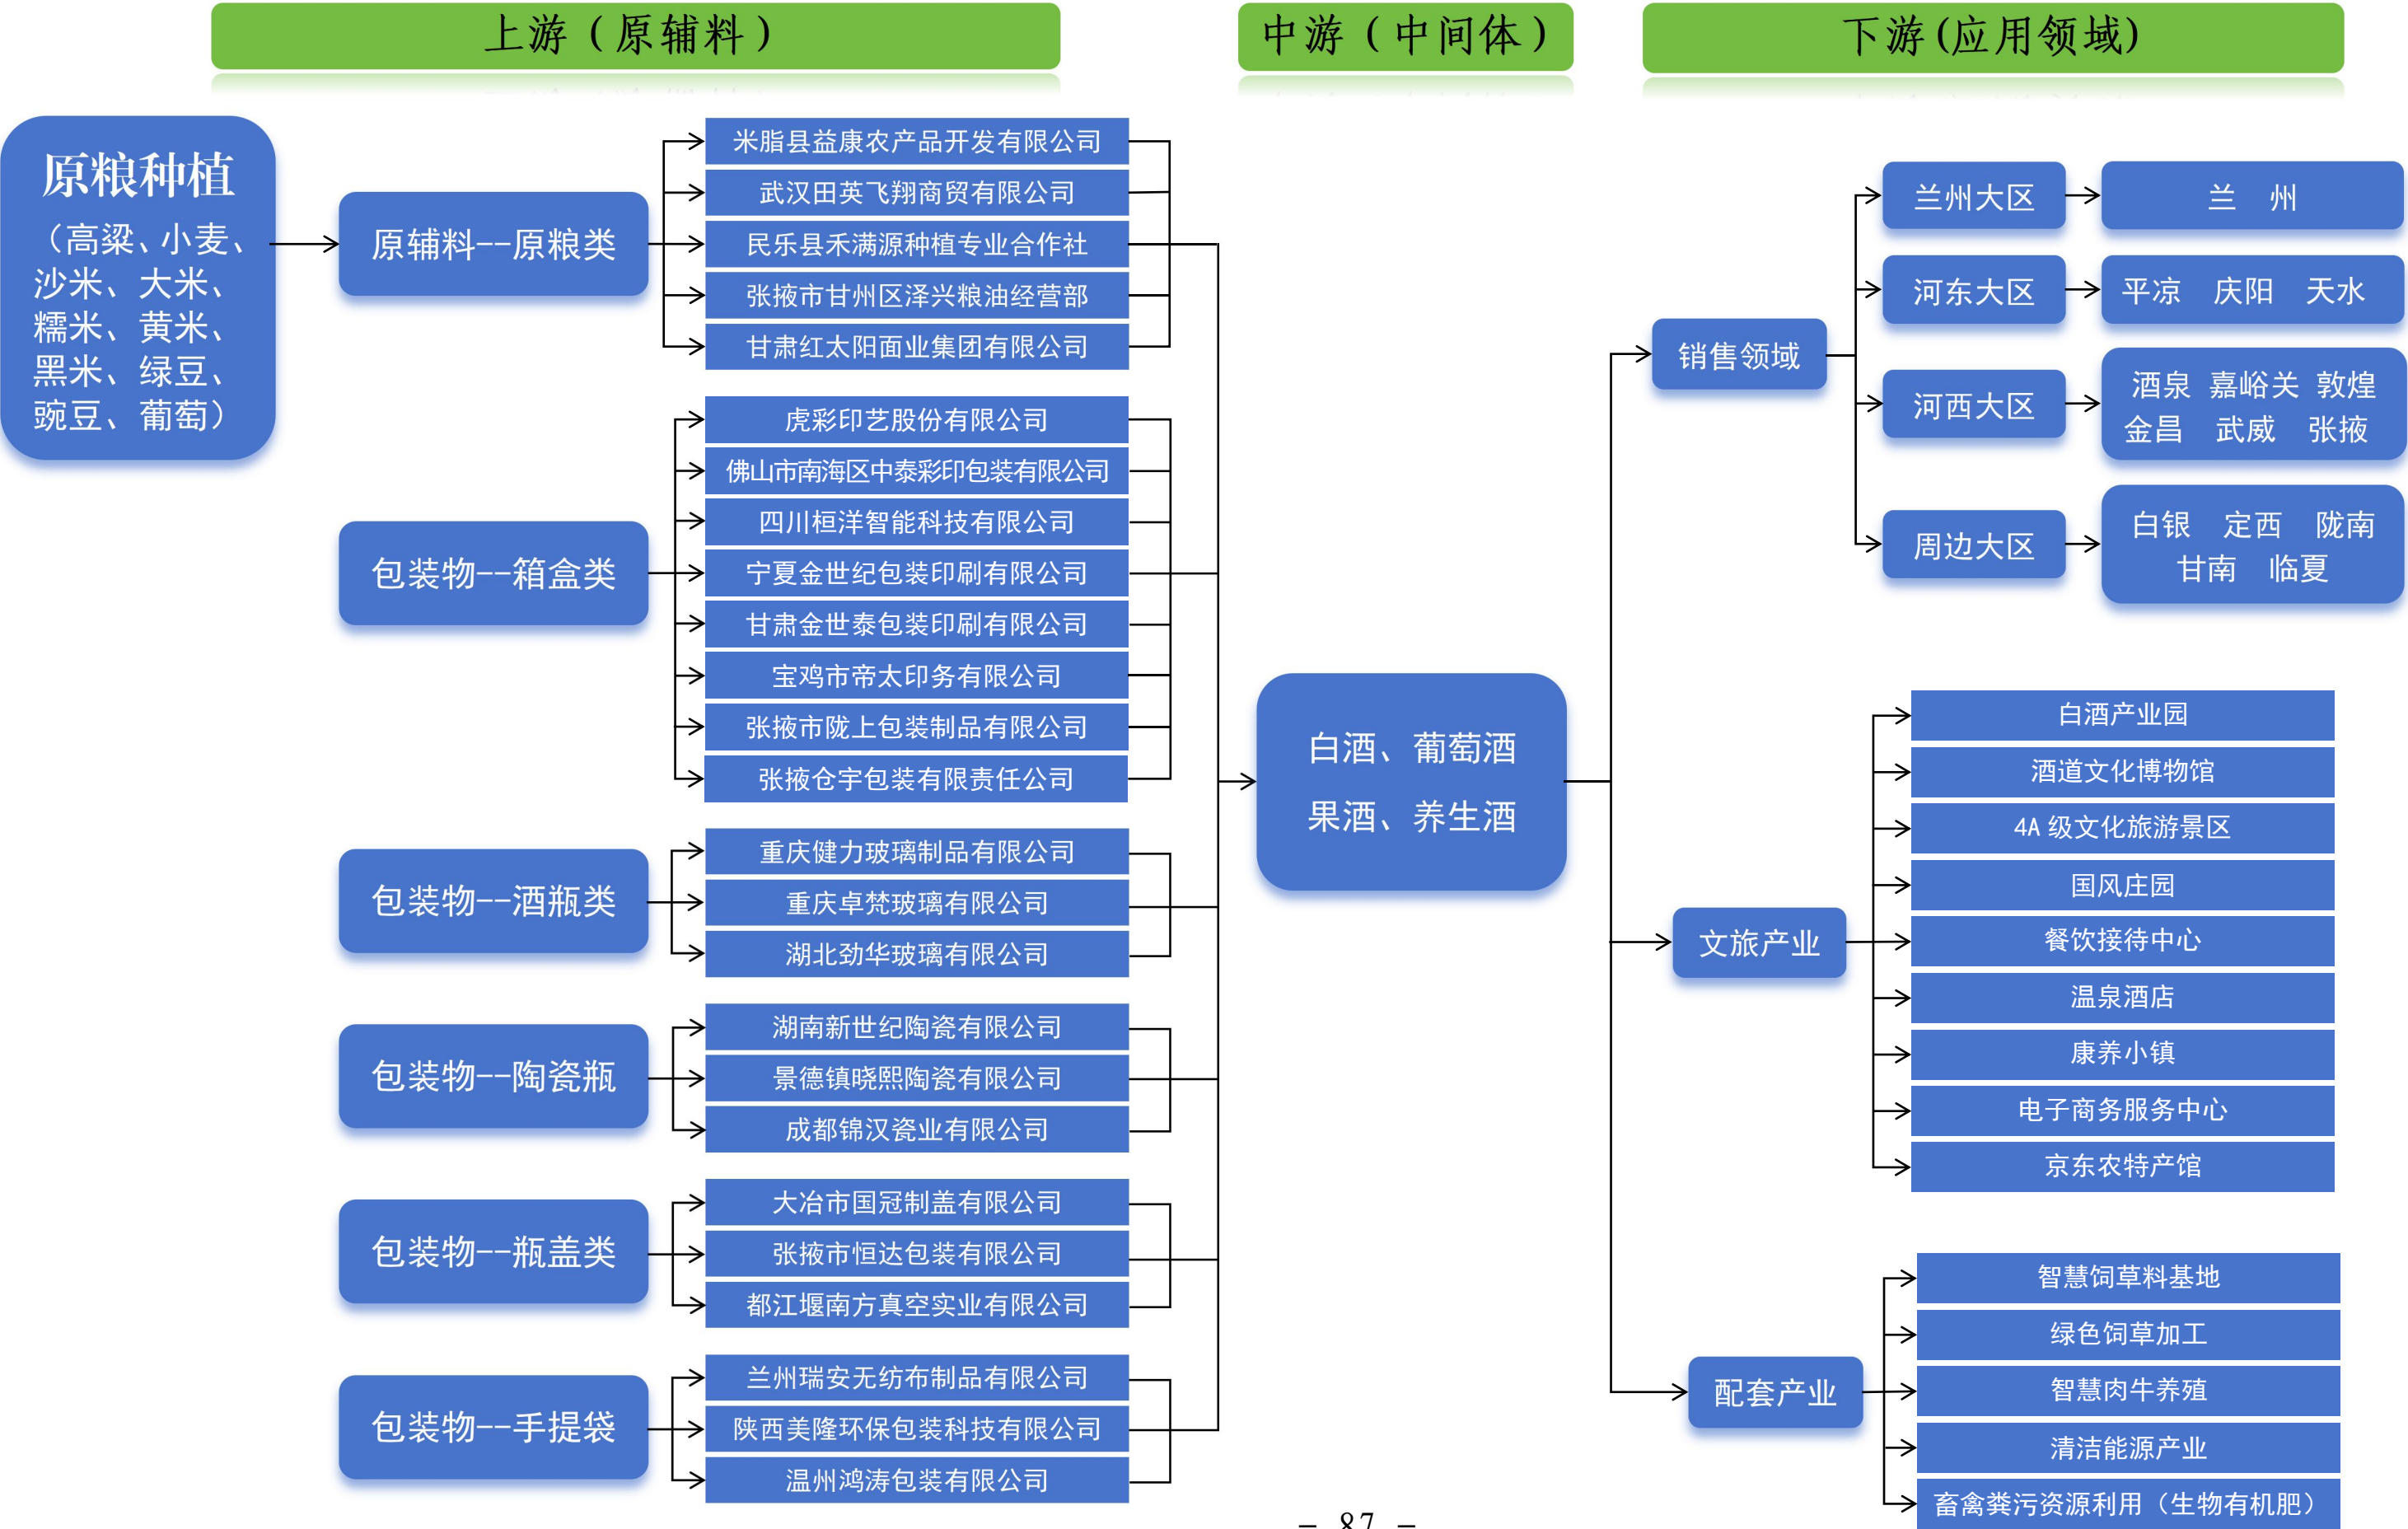 上游（原辅料）
中游（中间体）
下游(应用领域)
原粮种植
（高粱、小麦、
沙米、大米、
糯米、黄米、
黑米、绿豆、
豌豆、葡萄）
原辅料--原粮类
米脂县益康农产品开发有限公司
武汉田英飞翔商贸有限公司
民乐县禾满源种植专业合作社
张掖市甘州区泽兴粮油经营部
甘肃红太阳面业集团有限公司
包装物--箱盒类
虎彩印艺股份有限公司
佛山市南海区中泰彩印包装有限公司
四川桓洋智能科技有限公司
宁夏金世纪包装印刷有限公司
甘肃金世泰包装印刷有限公司
宝鸡市帝太印务有限公司
张掖市陇上包装制品有限公司
张掖仓宇包装有限责任公司
包装物--酒瓶类
重庆健力玻璃制品有限公司
重庆卓梵玻璃有限公司
湖北劲华玻璃有限公司
包装物--陶瓷瓶
湖南新世纪陶瓷有限公司
景德镇晓熙陶瓷有限公司
成都锦汉瓷业有限公司
包装物--瓶盖类
大冶市国冠制盖有限公司
张掖市恒达包装有限公司
都江堰南方真空实业有限公司
包装物--手提袋
兰州瑞安无纺布制品有限公司
陕西美隆环保包装科技有限公司
温州鸿涛包装有限公司
白酒、葡萄酒
果酒、养生酒
销售领域
兰州大区
兰 州
河东大区
平凉 庆阳 天水
河西大区
酒泉 嘉峪关 敦煌
金昌 武威 张掖
周边大区
白银 定西 陇南
甘南 临夏
文旅产业
白酒产业园
酒道文化博物馆
4A级文化旅游景区
国风庄园
餐饮接待中心
温泉酒店
康养小镇
电子商务服务中心
京东农特产馆
配套产业
智慧饲草料基地
绿色饲草加工
智慧肉牛养殖
清洁能源产业
畜禽粪污资源利用（生物有机肥）
- 87 -